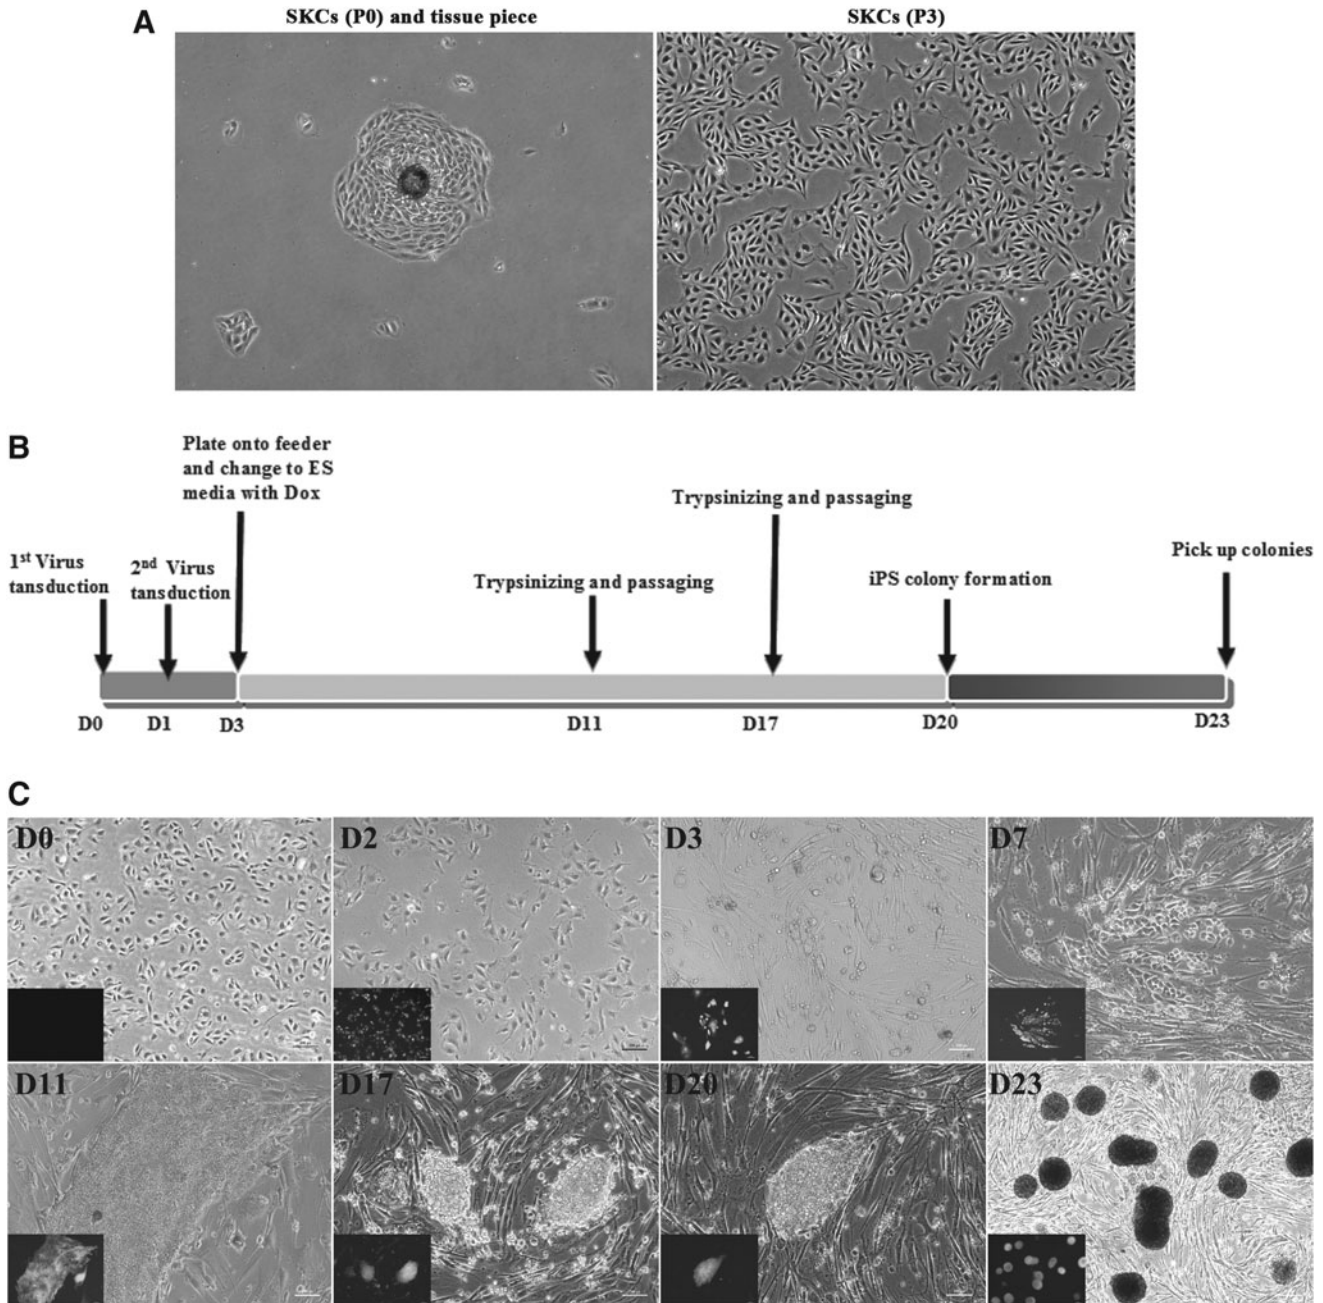 A
SKCs (P0) and tissue piece
SKCs (P3)
B
Plate onto feeder
and change to ES
media with Dox
1st Virus
tansduction
2nd Virus
tansduction
Trypsinizing and passaging
Trypsinizing and passaging
iPS colony formation
Pick up colonies
D0
D1
D3
D11
D17
D20
D23
C
D0
D2
D3
D7
D11
D17
D20
D23